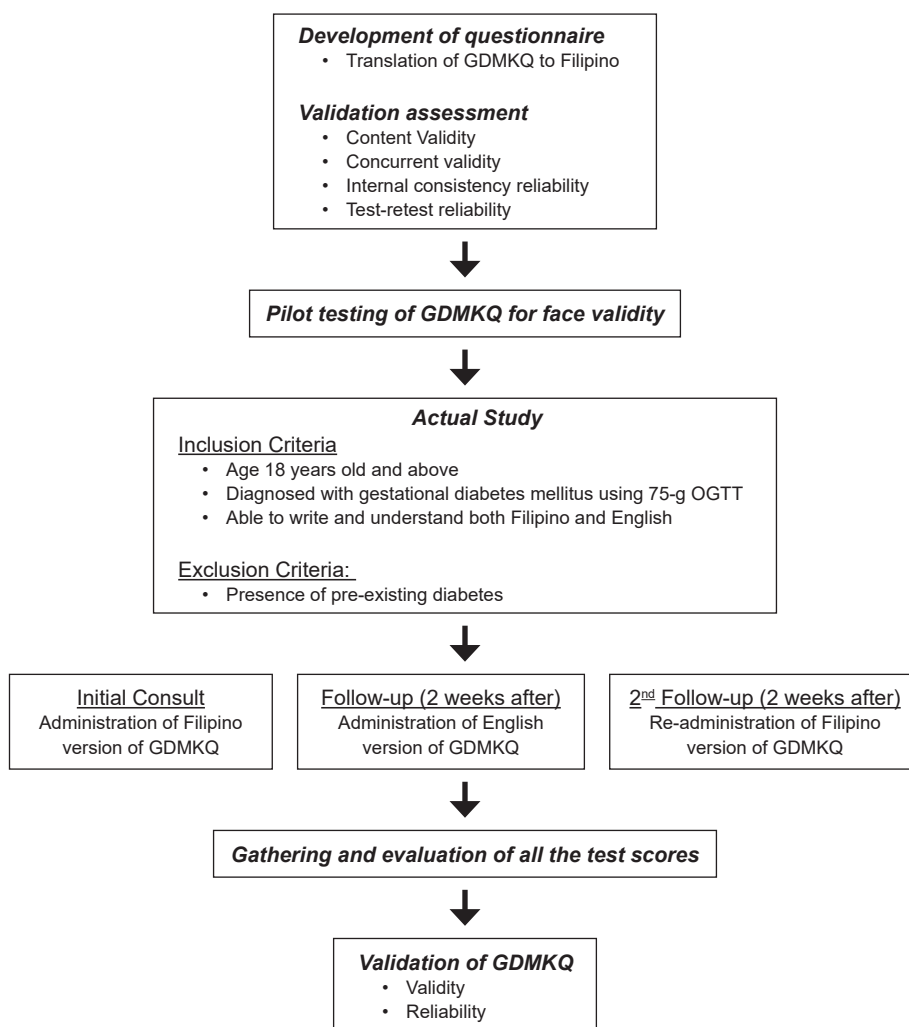 Development of questionnaire
• Translation of GDMKQ to Filipino
Validation assessment
• Content Validity
• Concurrent validity
• Internal consistency reliability
• Test-retest reliability
Pilot testing of GDMKQ for face validity
Actual Study
Inclusion Criteria
• Age 18 years old and above
• Diagnosed with gestational diabetes mellitus using 75-g OGTT
• Able to write and understand both Filipino and English
Exclusion Criteria:
• Presence of pre-existing diabetes
Initial Consult
Administration of Filipino
version of GDMKQ
Follow-up (2 weeks after)
Administration of English
version of GDMKQ
2nd Follow-up (2 weeks after)
Re-administration of Filipino
version of GDMKQ
Gathering and evaluation of all the test scores
Validation of GDMKQ
• Validity
• Reliability